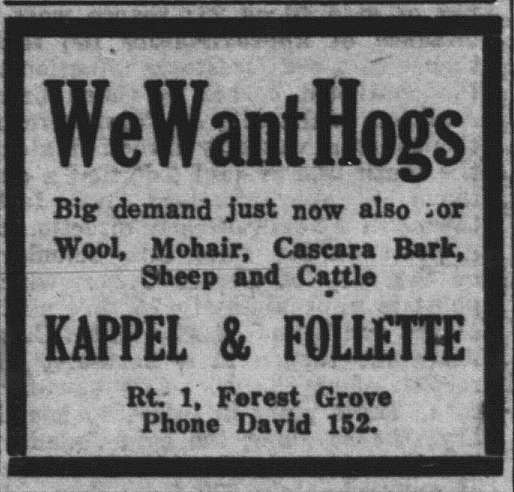 We Want Hogs
Big demand just now also for
Wool, Mohair, Cascara Bark,
Sheep and Cattle
KAPPEL & FOLLETTE
Rt. 1, Forest Grove
Phone David 152.